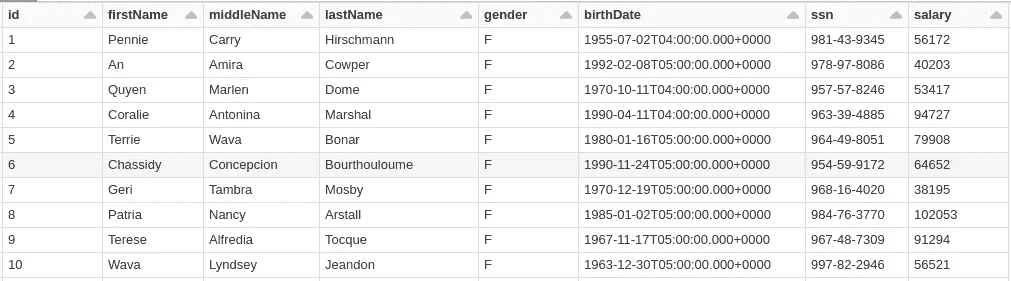 id firstName middleName lastName gender birthDate ssn salary
1 Pennie Carry Hirschmann F 1955-07-02T04:00:00.000+0000 981-43-9345 56172
2 An Amira Cowper F 1992-02-08T05:00:00.000+0000 978-97-8086 40203
3 Quyen Marlen Dome F 1970-10-11T04:00:00.000+0000 957-57-8246 53417
4 Coralie Antonina Marshal F 1990-04-11T04:00:00.000+0000 963-39-4885 94727
5 Terrie Wava Bonar F 1980-01-16T05:00:00.000+0000 964-49-8051 79908
6 Chassidy Concepcion Bourthouloume F 1990-11-24T05:00:00.000+0000 954-59-9172 64652
7 Geri Tambra Mosby F 1970-12-19T05:00:00.000+0000 968-16-4020 38195
8 Patria Nancy Arstall F 1985-01-02T05:00:00.000+0000 984-76-3770 102053
9 Terese Alfredia Tocque F 1967-11-17T05:00:00.000+0000 967-48-7309 91294
10 Wava Lyndsey Jeandon F 1963-12-30T05:00:00.000+0000 997-82-2946 56521